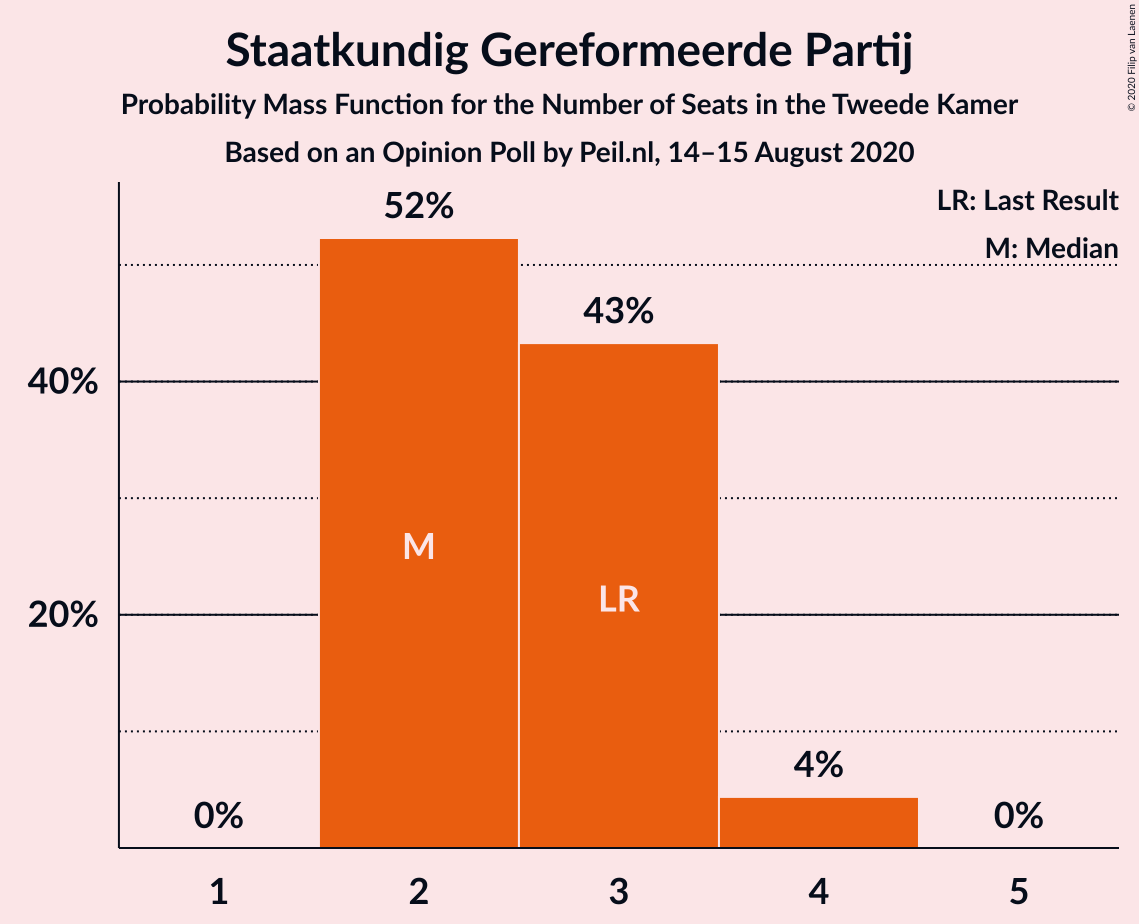 Staatkundig Gereformeerde Partij
Probability Mass Function for the Number of Seats in the Tweede Kamer
Based on an Opinion Poll by Peil.nl, 14–15 August 2020
© 2020 Filip van Laenen
LR: Last Result
M: Median
52%
43%
40%
M
LR
20%
4%
0%
0%
1
2
3
4
5